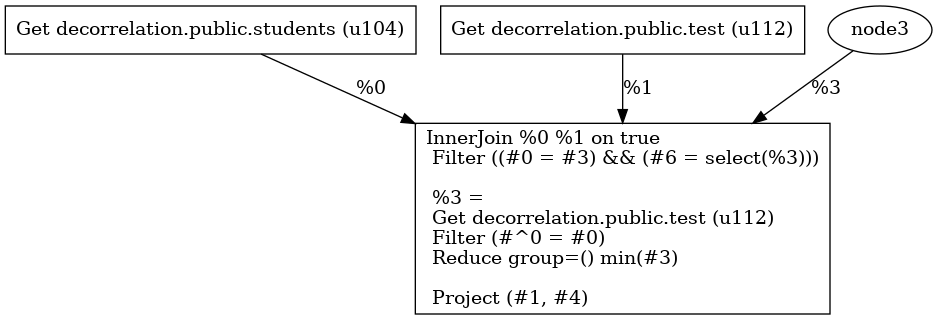 Get decorrelation.public.students (u104)
Get decorrelation.public.test (u112)
node3
%0
%1
%3
InnerJoin %0 %1 on true
Filter ((#0 = #3) && (#6 = select(%3)))
%3 =
Get decorrelation.public.test (u112)
Filter (#^0 = #0)
Reduce group=() min(#3)
Project (#1, #4)